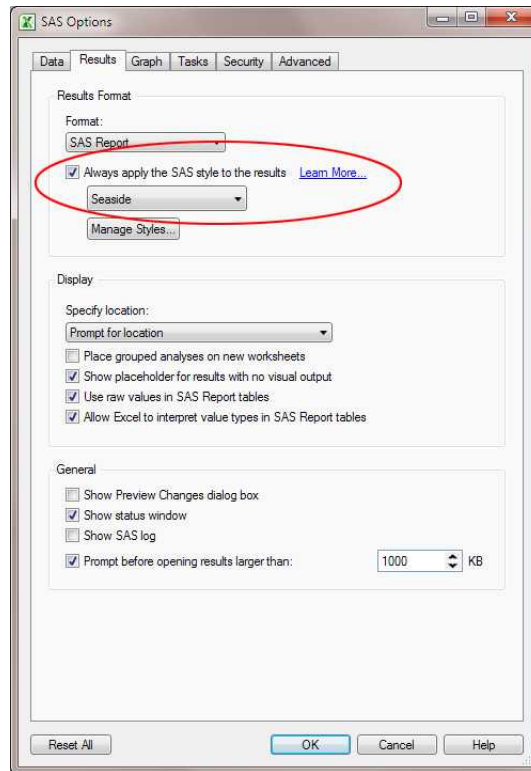 SAS Options
Data Results Graph Tasks Security Advanced
Results Format
Format:
SAS Report
Always apply the SAS style to the results Learn More...
Seaside
Manage Styles...
Display
Specify location:
Prompt for location
Place grouped analyses on new worksheets
Show placeholder for results with no visual output
Use raw values in SAS Report tables
Allow Excel to interpret value types in SAS Report tables
General
Show Preview Changes dialog box
Show status window
Show SAS log
Prompt before opening results larger than: 1000 KB
Reset All OK Cancel Help